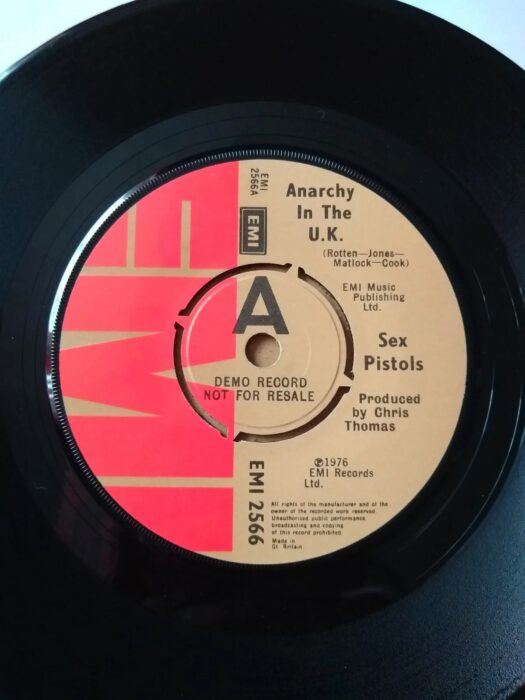 EMI
2566A
EMI
Anarchy
In The
U.K.
(Rotten—Jones—
Matlock—Cook)
EMI Music
Publishing
Ltd.
A
DEMO RECORD
NOT FOR RESALE
Sex
Pistols
Produced
by Chris
Thomas
℗1976
EMI Records
Ltd.
EMI 2566
All rights of the manufacturer and of the
owner of the recorded work reserved.
Unauthorised public performance,
broadcasting and copying
of this record prohibited.
Made in
Gt. Britain
EMI